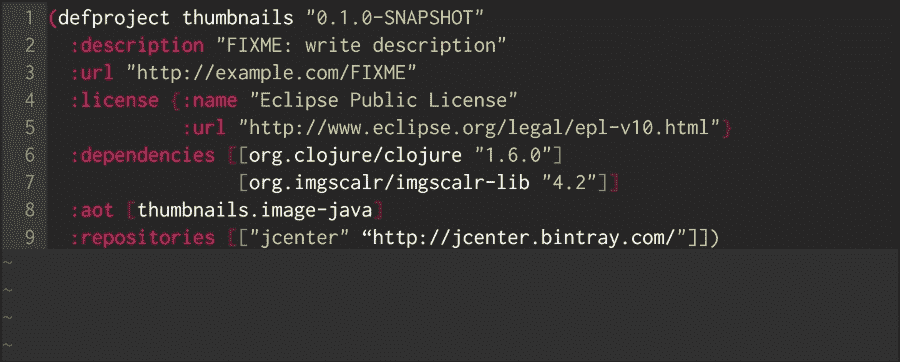 1 (defproject thumbnails "0.1.0-SNAPSHOT"
2   :description "FIXME: write description"
3   :url "http://example.com/FIXME"
4   :license {:name "Eclipse Public License"
5             :url "http://www.eclipse.org/legal/epl-v10.html"}
6   :dependencies [[org.clojure/clojure "1.6.0"]
7                  [org.imgscalr/imgscalr-lib "4.2"]]
8   :aot [thumbnails.image-java]
9   :repositories [["jcenter" “http://jcenter.bintray.com/"]])
~
~
~
~